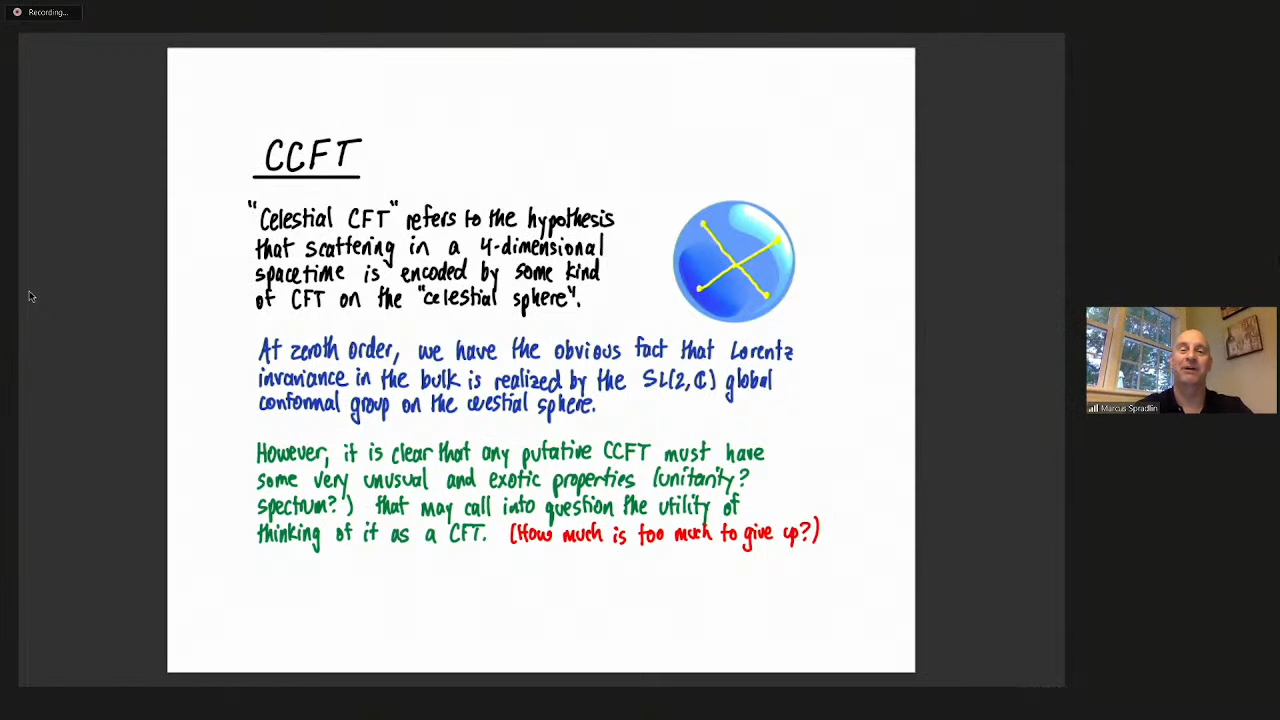 Recording...
CCFT
"Celestial CFT" refers to the hypothesis
that scattering in a 4-dimensional
spacetime is encoded by some kind
of CFT on the "celestial sphere".
At zeroth order, we have the obvious fact that Lorentz
invariance in the bulk is realized by the SL(2,ℂ) global
conformal group on the celestial sphere.
However, it is clear that any putative CCFT must have
some very unusual and exotic properties (unitarity?
spectrum?) that may call into question the utility of
thinking of it as a CFT. (How much is too much to give up?)
Marcus Spradlin